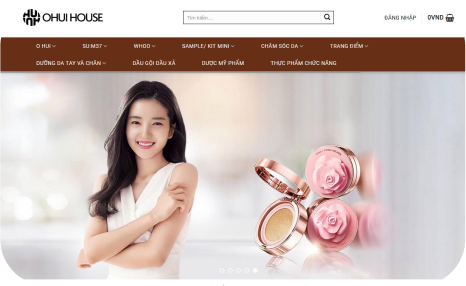 OHUI HOUSE
Tìm kiếm...
ĐĂNG NHẬP
0VND
O HUI
SU:M37
WHOO
SAMPLE/ KIT MINI
CHĂM SÓC DA
TRANG ĐIỂM
DƯỠNG DA TAY VÀ CHÂN
DẦU GỘI DẦU XẢ
DƯỢC MỸ PHẨM
THỰC PHẨM CHỨC NĂNG